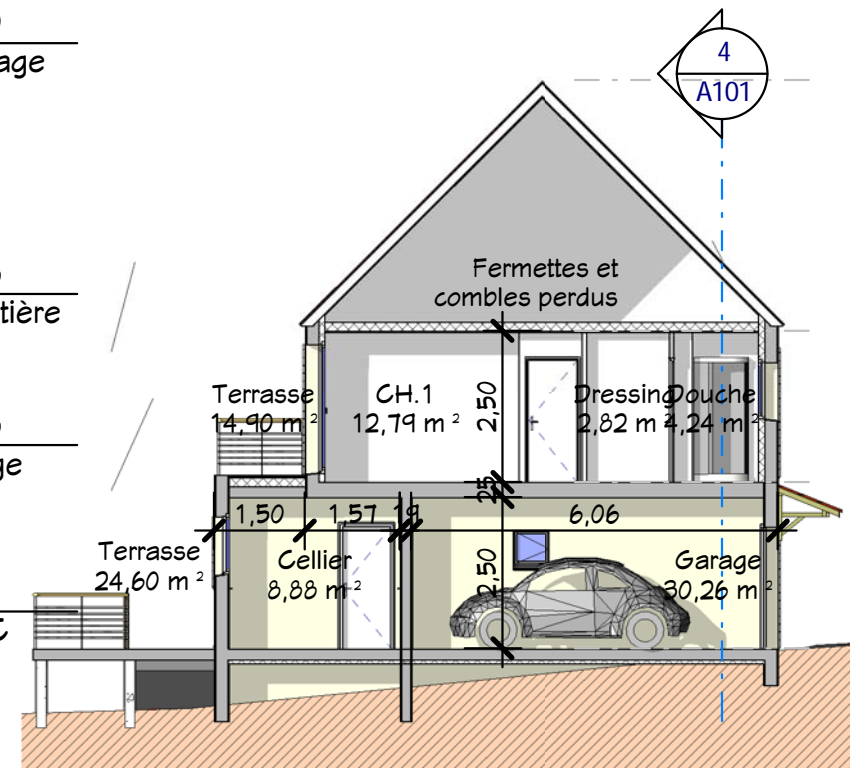 4
A101
age
Fermettes et
combles perdus
tière
Terrasse
14,90 m²
CH.1
12,79 m²
2,50
Dressing
2,82 m²
Douche
4,24 m²
ge
25
1,50
1,57
19
6,06
Terrasse
24,60 m²
Cellier
8,88 m²
2,50
Garage
30,26 m²